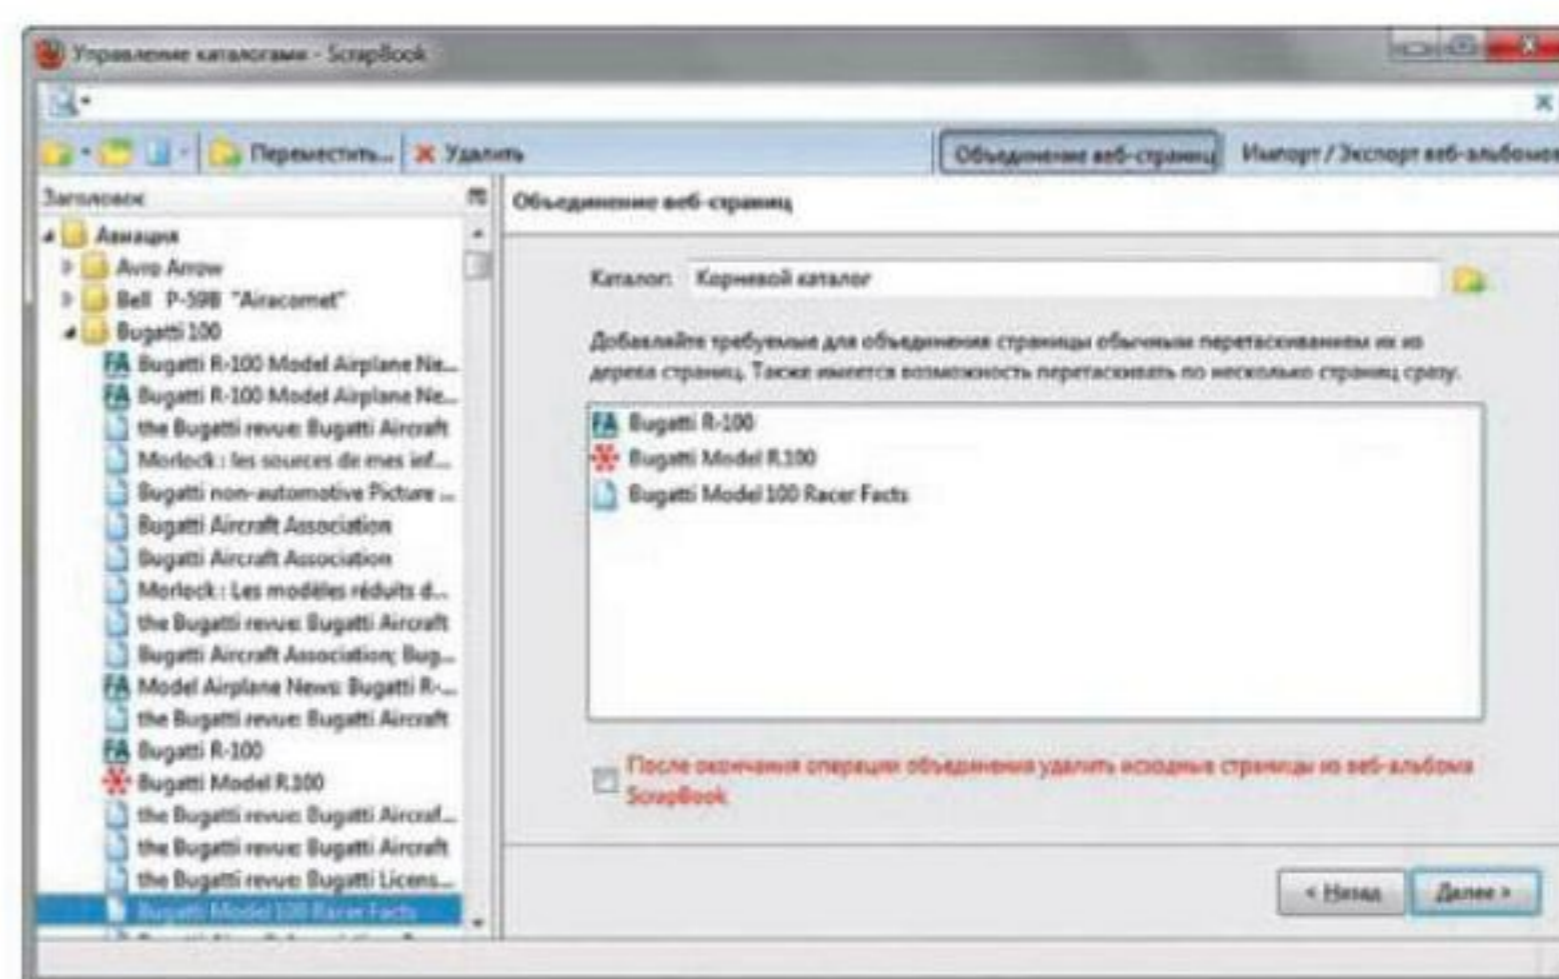 Управление каталогами - ScrapBook
Переместить... Удалить
Объединение веб-страниц Импорт / Экспорт веб-альбомов
Заголовок
Авиация
Avro Arrow
Bell P-59B "Airacomet"
Bugatti 100
Bugatti R-100 Model Airplane Ne...
Bugatti R-100 Model Airplane Ne...
the Bugatti revue: Bugatti Aircraft
Morlock : les sources de mes inf...
Bugatti non-automotive Picture ...
Bugatti Aircraft Association
Bugatti Aircraft Association
Morlock : Les modèles réduits d...
the Bugatti revue: Bugatti Aircraft
Bugatti Aircraft Association; Bug...
Model Airplane News: Bugatti R-...
the Bugatti revue: Bugatti Aircraft
Bugatti R-100
Bugatti Model R.100
the Bugatti revue: Bugatti Aircraf...
the Bugatti revue: Bugatti Aircraft
the Bugatti revue: Bugatti Licens...
Bugatti Model 100 Racer Facts
Объединение веб-страниц
Каталог: Корневой каталог
Добавляйте требуемые для объединения страницы обычным перетаскиванием их из
дерева страниц. Также имеется возможность перетаскивать по несколько страниц сразу.
FA Bugatti R-100
Bugatti Model R.100
Bugatti Model 100 Racer Facts
После окончания операции объединения удалить исходные страницы из веб-альбома
ScrapBook
< Назад Далее >